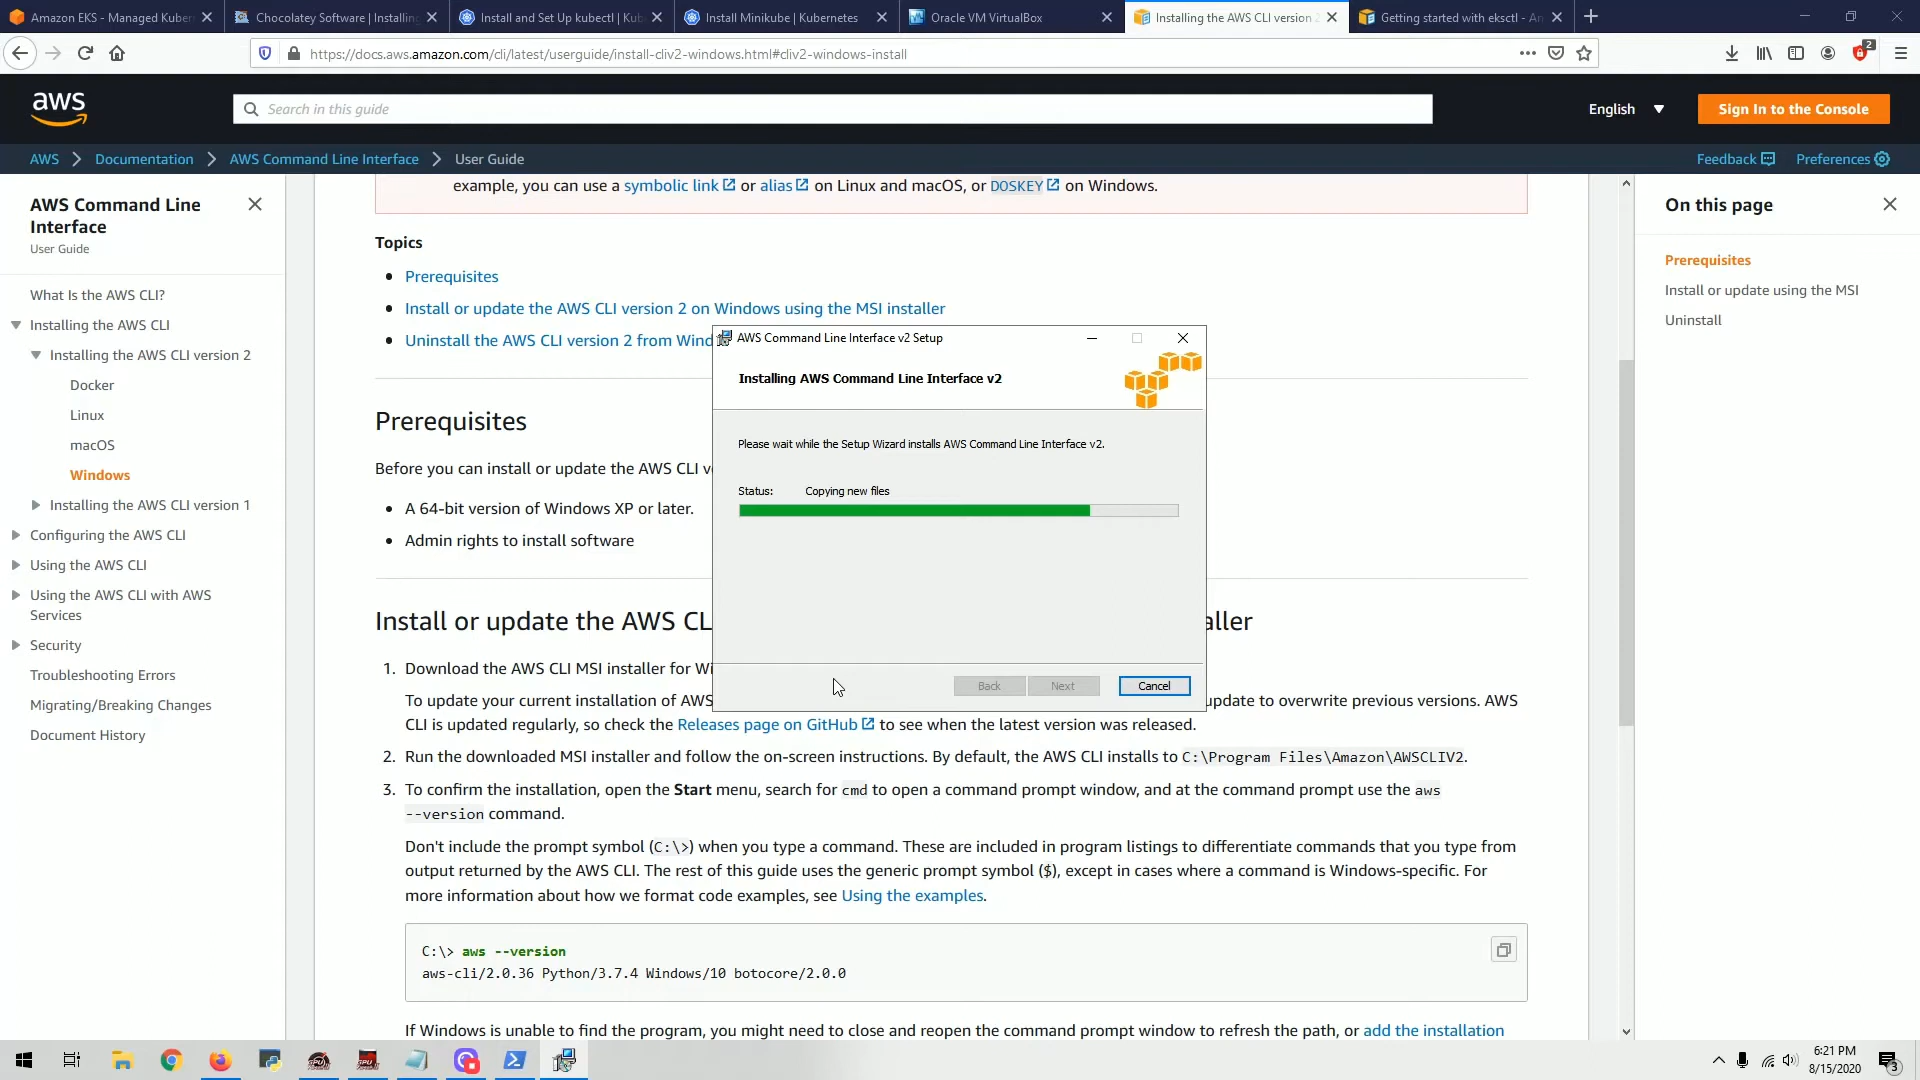 Amazon EKS - Managed Kuber
Chocolatey Software | Installing
Install and Set Up kubectl | Kub
Install Minikube | Kubernetes
Oracle VM VirtualBox
Installing the AWS CLI version 2
Getting started with eksctl - Am
https://docs.aws.amazon.com/cli/latest/userguide/install-cliv2-windows.html#cliv2-windows-install
2
aws
Search in this guide
English
Sign In to the Console
AWS
Documentation
AWS Command Line Interface
User Guide
Feedback
Preferences
AWS Command Line
Interface
User Guide
What Is the AWS CLI?
Installing the AWS CLI
Installing the AWS CLI version 2
Docker
Linux
macOS
Windows
Installing the AWS CLI version 1
Configuring the AWS CLI
Using the AWS CLI
Using the AWS CLI with AWS
Services
Security
Troubleshooting Errors
Migrating/Breaking Changes
Document History
example, you can use a symbolic link or alias on Linux and macOS, or DOSKEY on Windows.
Topics
• Prerequisites
• Install or update the AWS CLI version 2 on Windows using the MSI installer
• Uninstall the AWS CLI version 2 from Wind
Prerequisites
Before you can install or update the AWS CLI v
• A 64-bit version of Windows XP or later.
• Admin rights to install software
Install or update the AWS CL
aller
1. Download the AWS CLI MSI installer for Wi
To update your current installation of AWS
update to overwrite previous versions. AWS
CLI is updated regularly, so check the Releases page on GitHub to see when the latest version was released.
2. Run the downloaded MSI installer and follow the on-screen instructions. By default, the AWS CLI installs to C:\Program Files\Amazon\AWSCLIV2.
3. To confirm the installation, open the Start menu, search for cmd to open a command prompt window, and at the command prompt use the aws
--version command.
Don't include the prompt symbol (C:\>) when you type a command. These are included in program listings to differentiate commands that you type from
output returned by the AWS CLI. The rest of this guide uses the generic prompt symbol ($), except in cases where a command is Windows-specific. For
more information about how we format code examples, see Using the examples.
C:\> aws --version
aws-cli/2.0.36 Python/3.7.4 Windows/10 botocore/2.0.0
If Windows is unable to find the program, you might need to close and reopen the command prompt window to refresh the path, or add the installation
AWS Command Line Interface v2 Setup
Installing AWS Command Line Interface v2
Please wait while the Setup Wizard installs AWS Command Line Interface v2.
Status: Copying new files
Back
Next
Cancel
On this page
Prerequisites
Install or update using the MSI
Uninstall
6:21 PM
8/15/2020
3